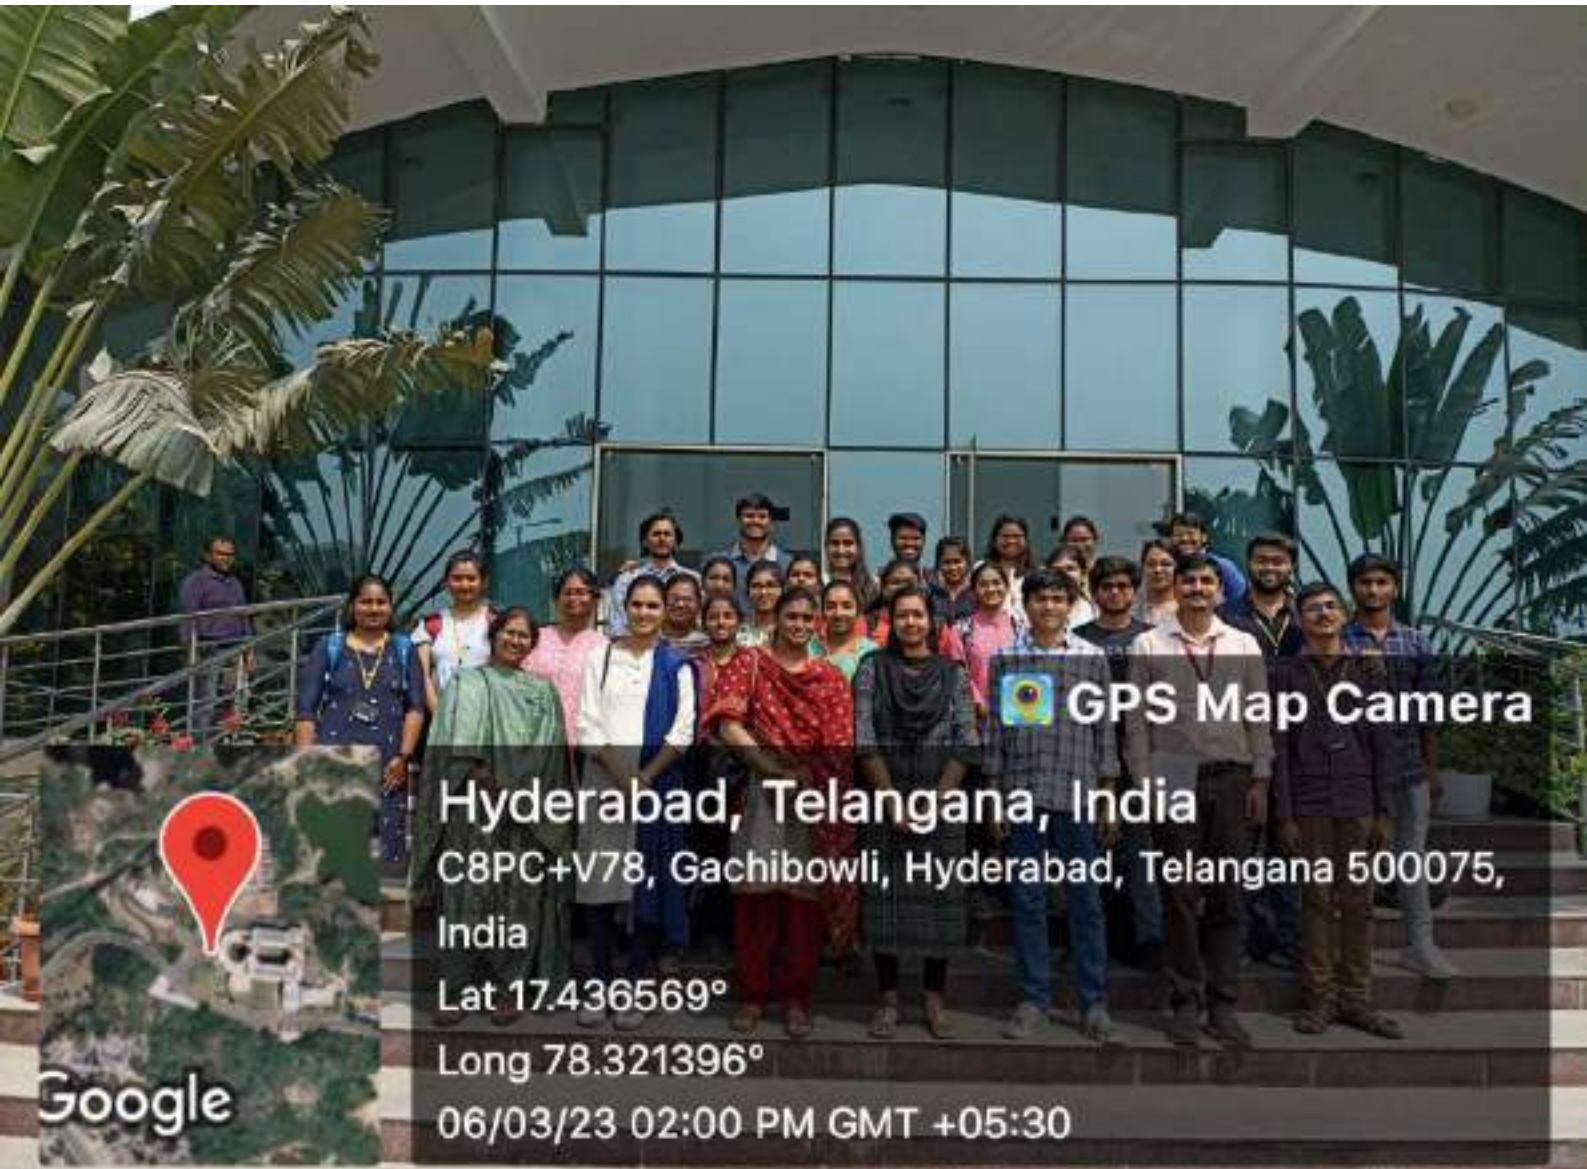 GPS Map Camera
Hyderabad, Telangana, India
C8PC+V78, Gachibowli, Hyderabad, Telangana 500075,
India
Lat 17.436569°
Long 78.321396°
06/03/23 02:00 PM GMT +05:30
Google